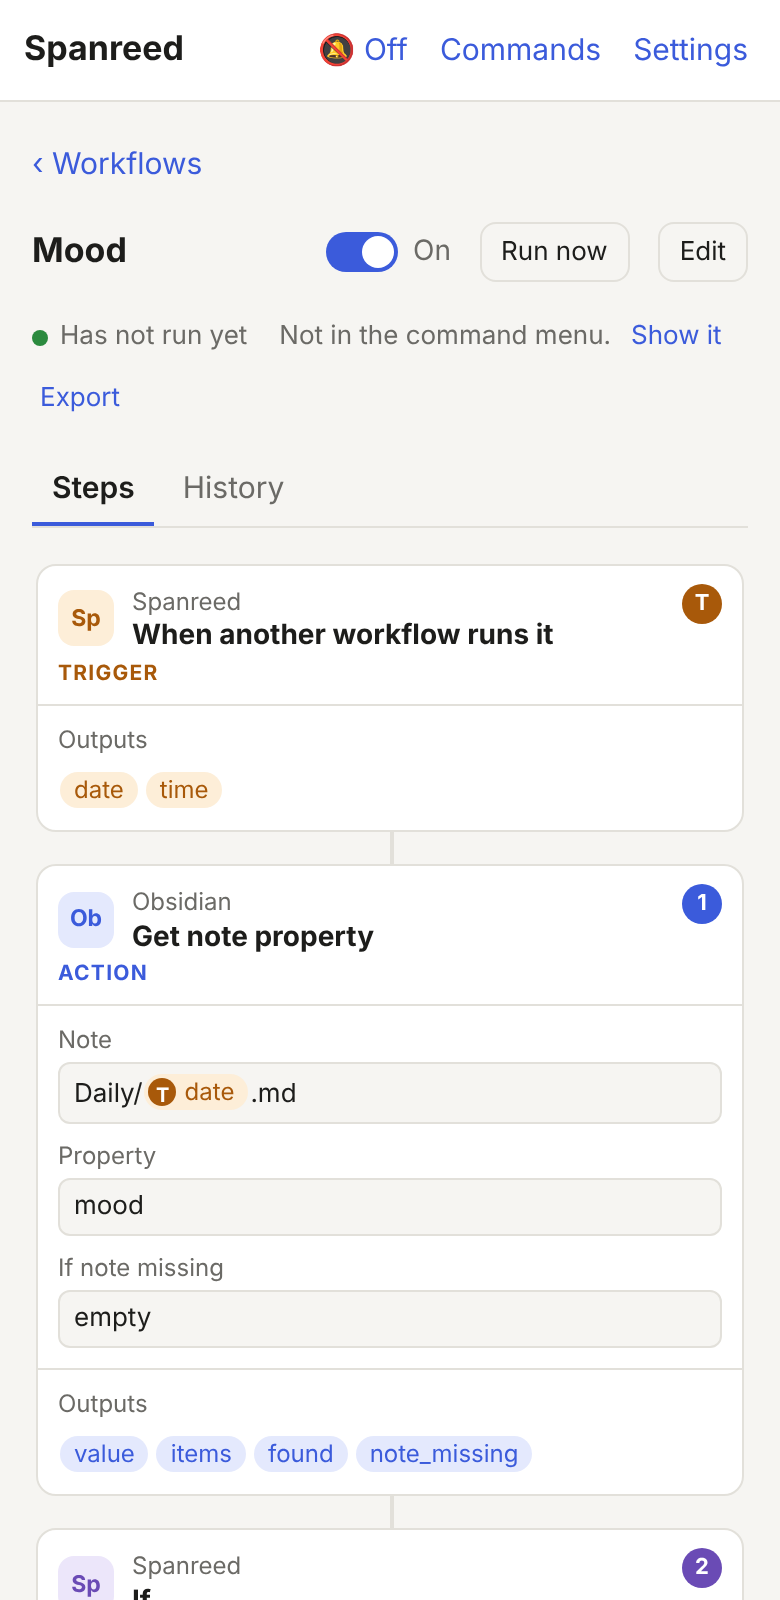 Spanreed
Off Commands Settings
‹ Workflows
Mood
On
Run now
Edit
Has not run yet Not in the command menu. Show it
Export
Steps History
Sp
Spanreed
When another workflow runs it
T
TRIGGER
Outputs
date time
Ob
Obsidian
Get note property
1
ACTION
Note
Daily/ T date .md
Property
mood
If note missing
empty
Outputs
value items found note_missing
Sp
Spanreed
If
2